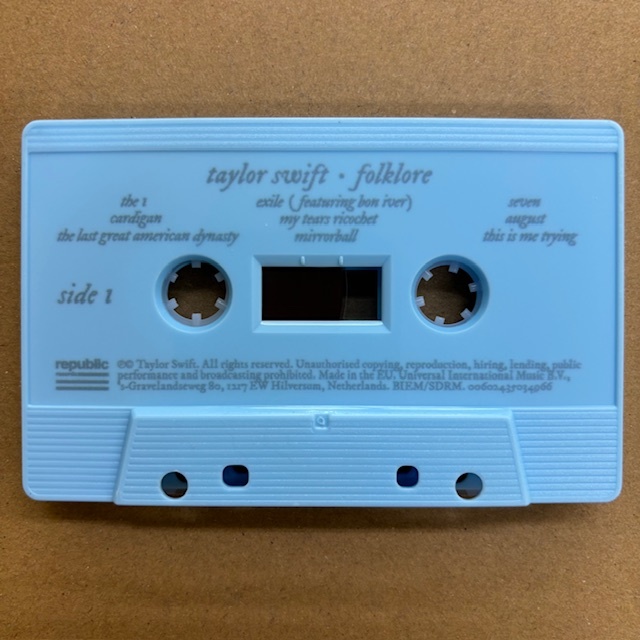 taylor swift • folklore
the 1
cardigan
the last great american dynasty
exile (featuring bon iver)
my tears ricochet
mirrorball
seven
august
this is me trying
side 1
republic
℗© Taylor Swift. All rights reserved. Unauthorised copying, reproduction, hiring, lending, public
performance and broadcasting prohibited. Made in the EU. Universal International Music B.V.,
's-Gravelandseweg 80, 1217 EW Hilversum, Netherlands. BIEM/SDRM.